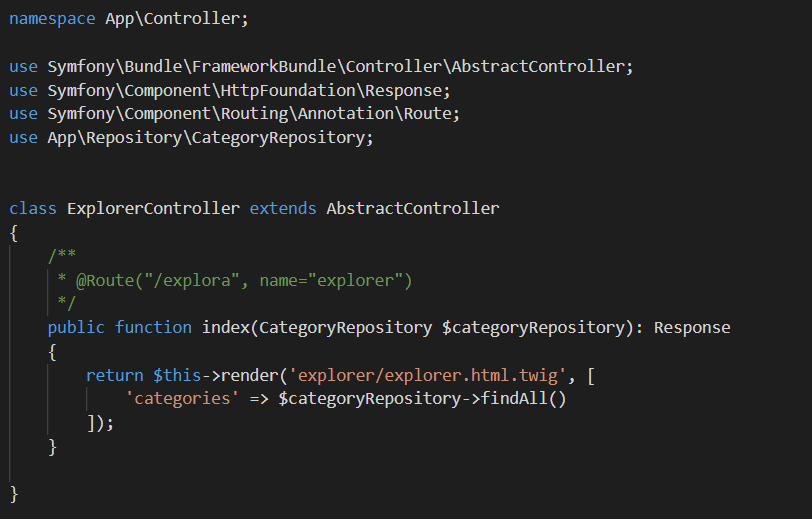 namespace App\Controller;
use Symfony\Bundle\FrameworkBundle\Controller\AbstractController;
use Symfony\Component\HttpFoundation\Response;
use Symfony\Component\Routing\Annotation\Route;
use App\Repository\CategoryRepository;
class ExplorerController extends AbstractController
{
    /**
     * @Route("/explora", name="explorer")
     */
    public function index(CategoryRepository $categoryRepository): Response
    {
        return $this->render('explorer/explorer.html.twig', [
            'categories' => $categoryRepository->findAll()
        ]);
    }
}